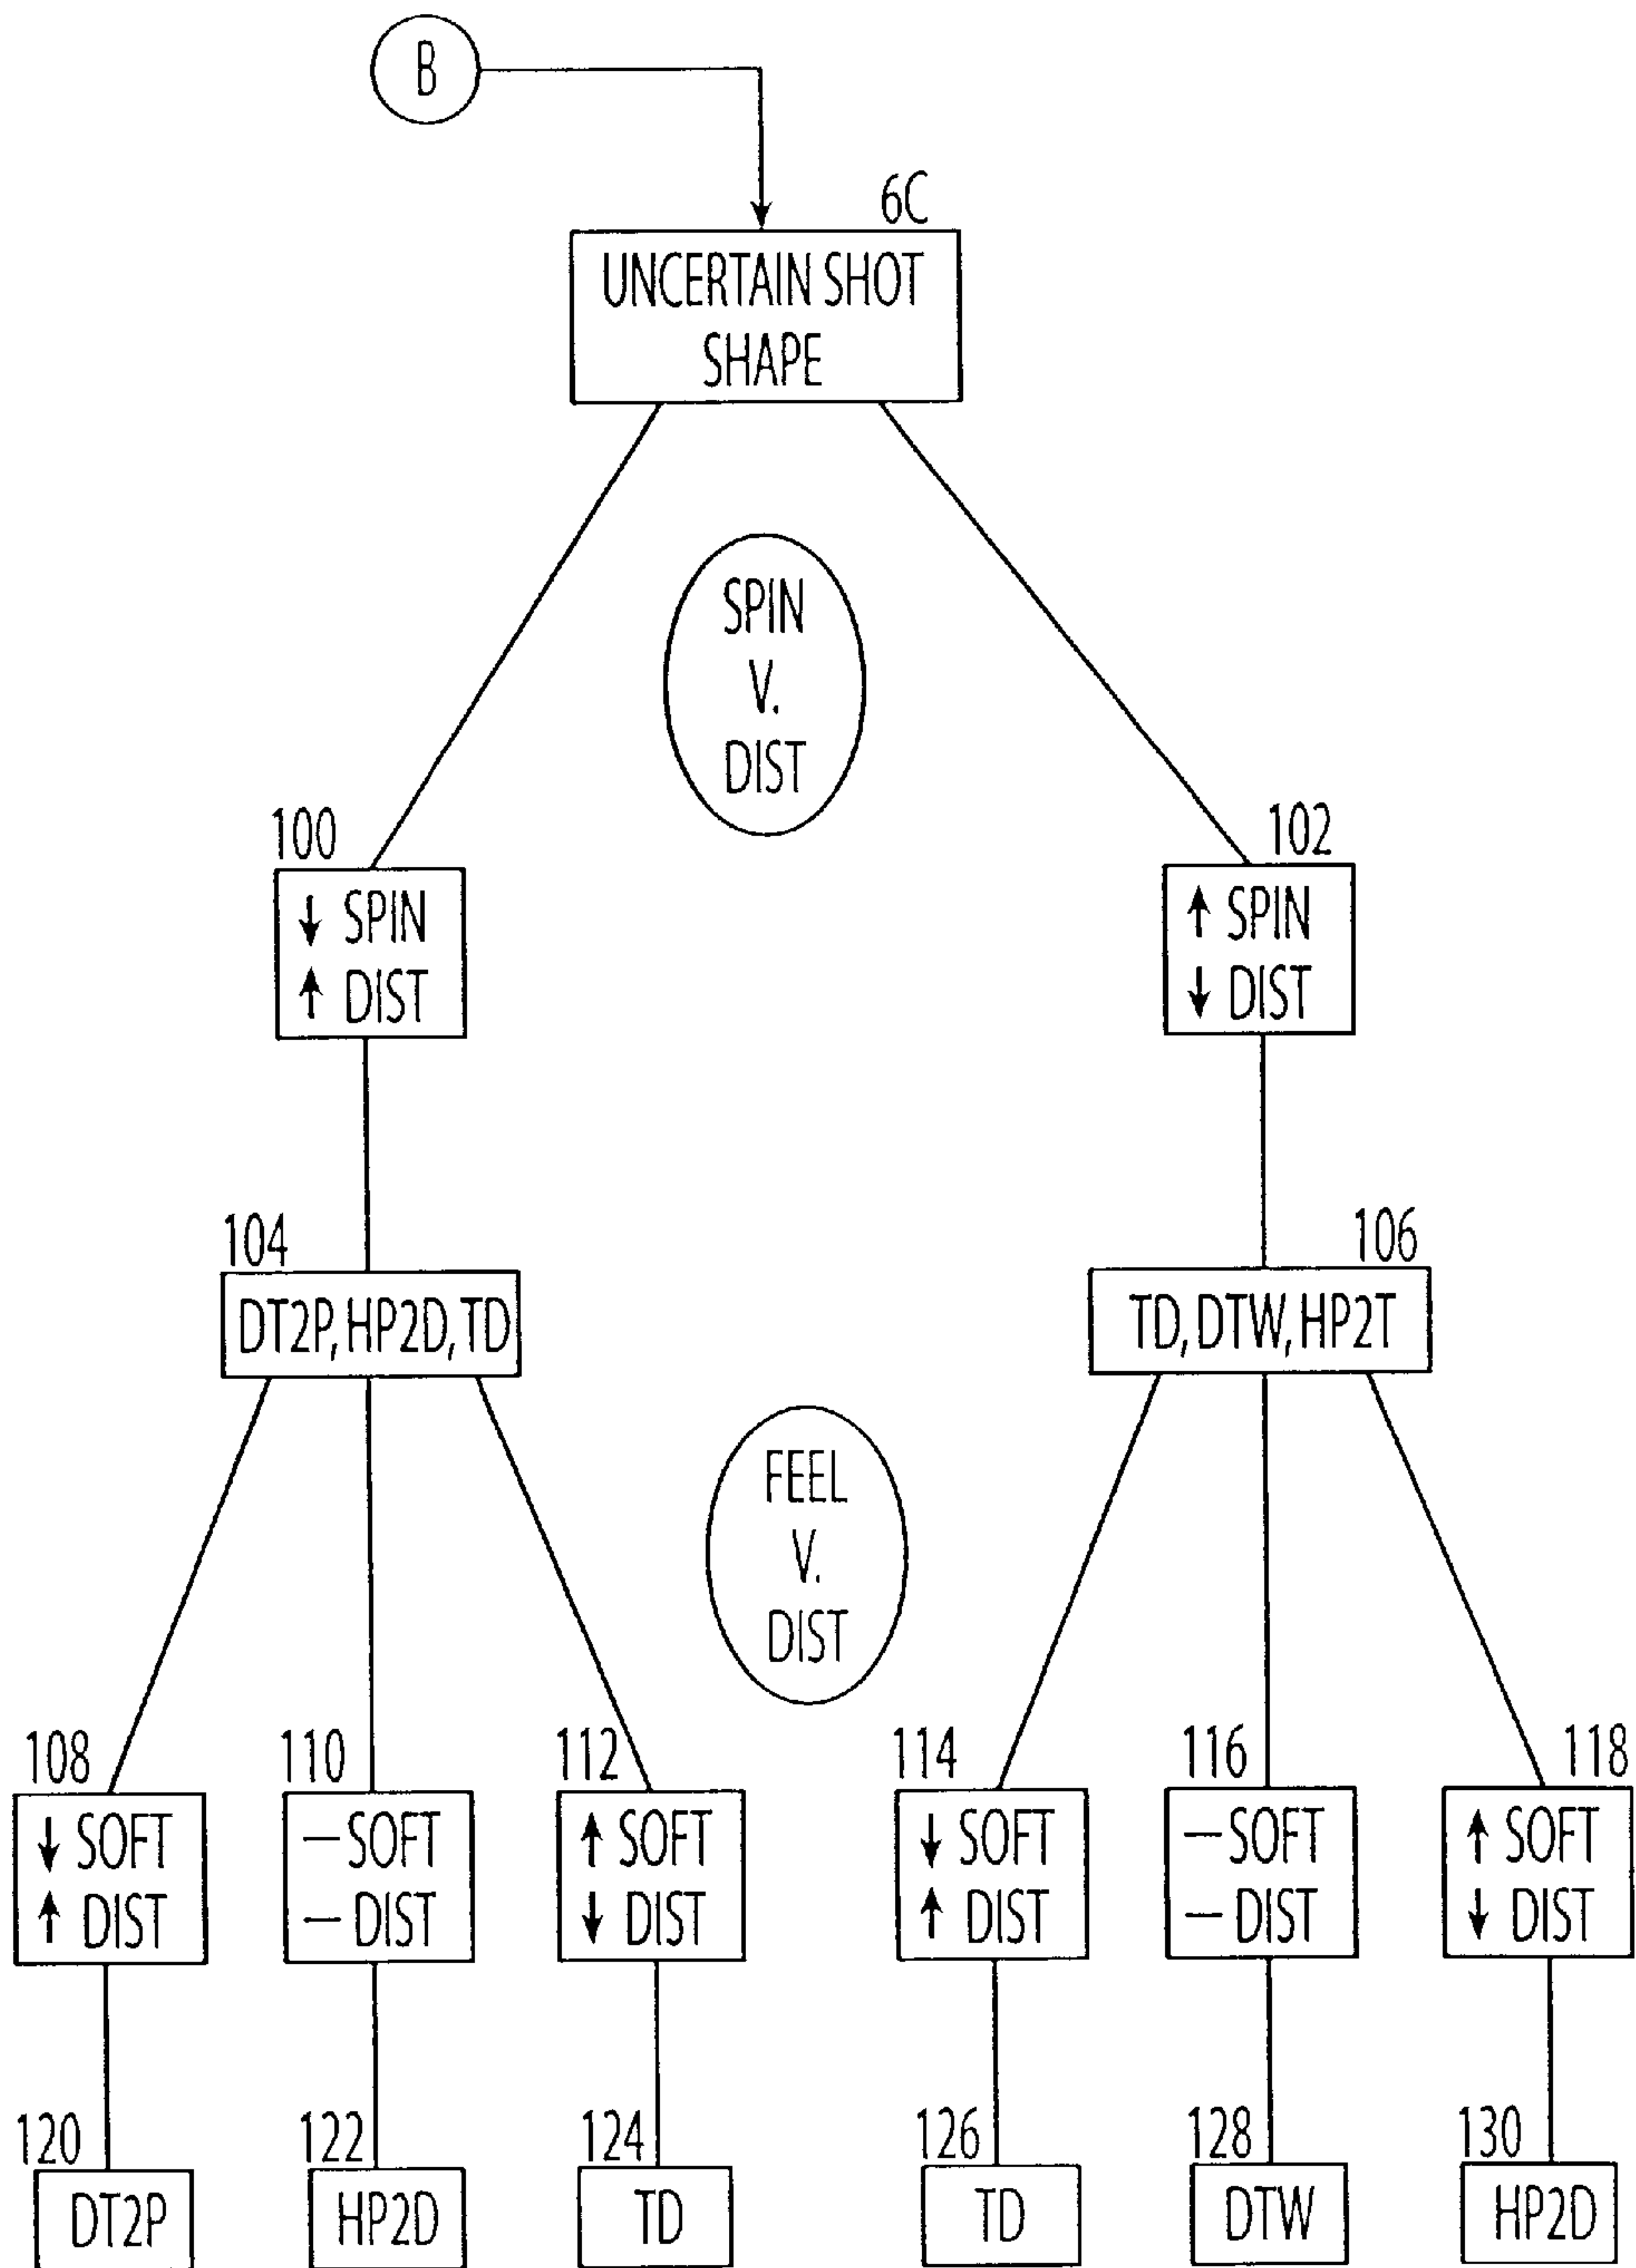 B
6C
UNCERTAIN SHOT
SHAPE
SPIN
V.
DIST
100
↓ SPIN
↑ DIST
102
↑ SPIN
↓ DIST
104
DT2P, HP2D, TD
106
TD, DTW, HP2T
FEEL
V.
DIST
108
↓ SOFT
↑ DIST
110
— SOFT
— DIST
112
↑ SOFT
↓ DIST
114
↓ SOFT
↑ DIST
116
— SOFT
— DIST
118
↑ SOFT
↓ DIST
120
DT2P
122
HP2D
124
TD
126
TD
128
DTW
130
HP2D